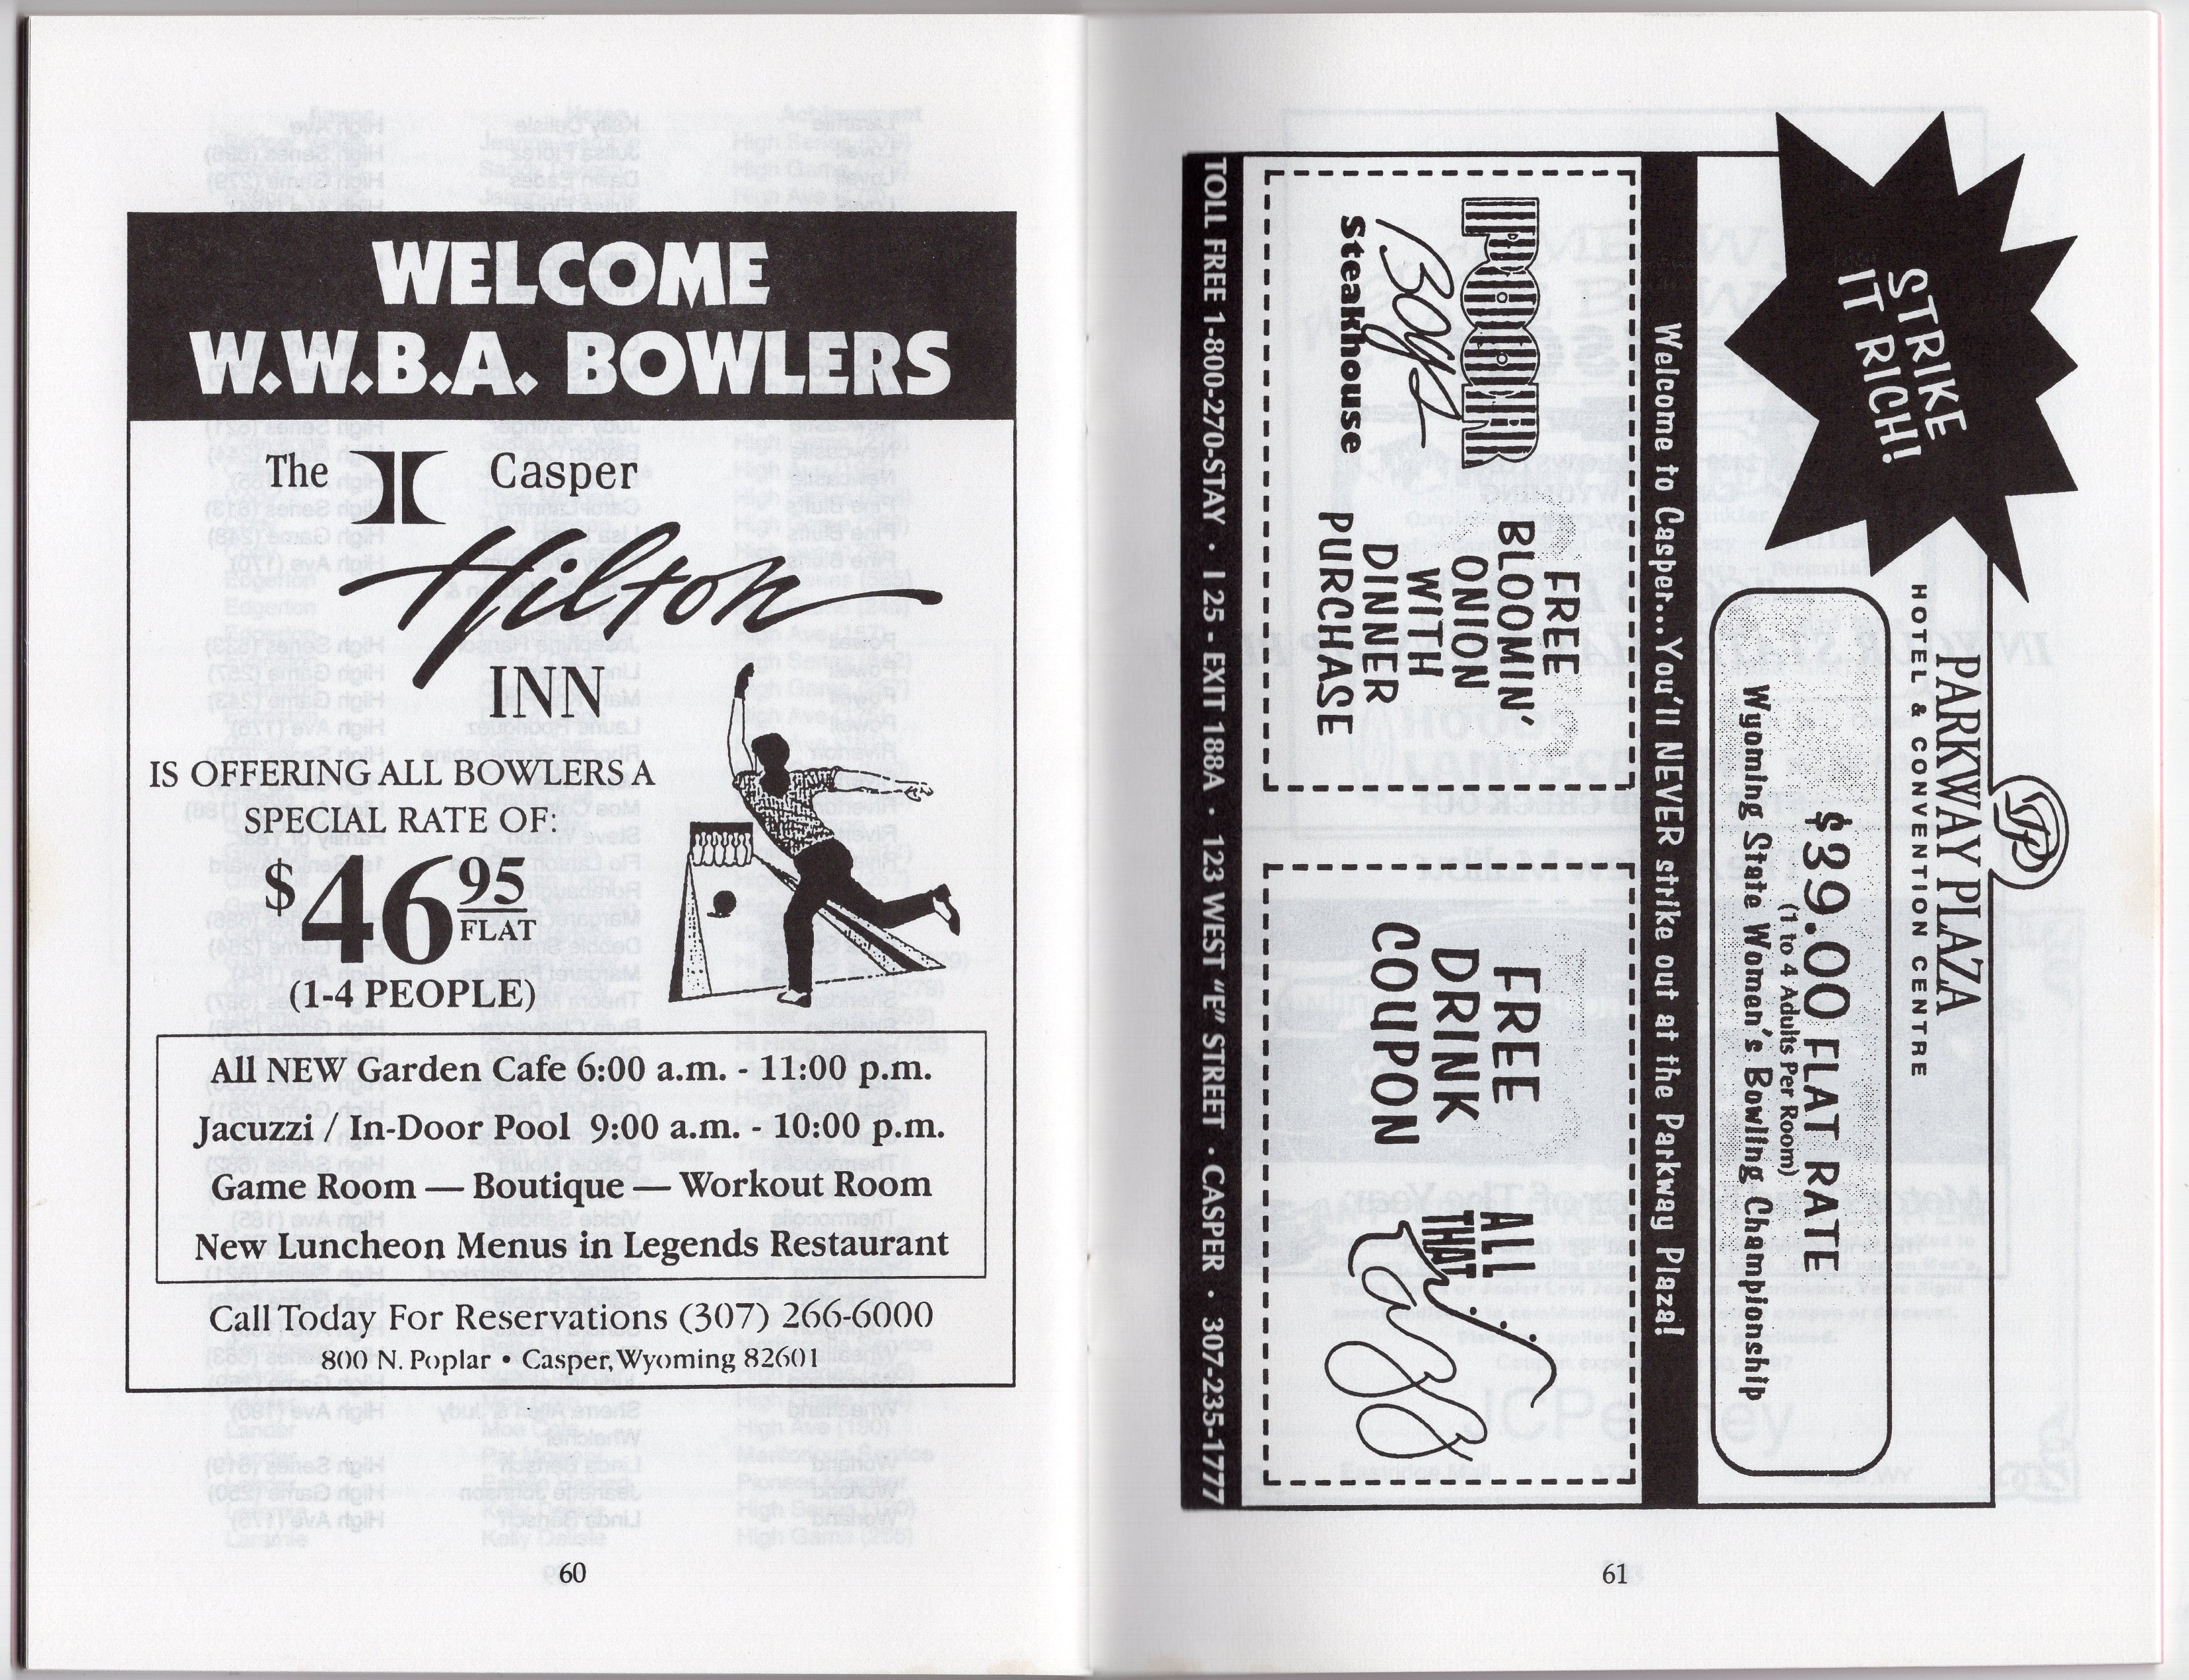 WELCOME
W.W.B.A. BOWLERS
The Casper
Hilton
INN
IS OFFERING ALL BOWLERS A
SPECIAL RATE OF:
$46 95
FLAT
(1-4 PEOPLE)
All NEW Garden Cafe 6:00 a.m. - 11:00 p.m.
Jacuzzi / In-Door Pool 9:00 a.m. - 10:00 p.m.
Game Room — Boutique — Workout Room
New Luncheon Menus in Legends Restaurant
Call Today For Reservations (307) 266-6000
800 N. Poplar • Casper, Wyoming 82601
60
STRIKE
IT RICH!
PARKWAY PLAZA
HOTEL & CONVENTION CENTRE
$39.00 FLAT RATE
(1 to 4 Adults Per Room)
Wyoming State Women's Bowling Championship
Welcome to Casper...You'll NEVER strike out at the Parkway Plaza!
POOR
Boys
Steakhouse
FREE
BLOOMIN'
ONION
WITH
DINNER
PURCHASE
FREE
DRINK
COUPON
ALL
THAT
Jazz
TOLL FREE 1-800-270-STAY • I 25 - EXIT 188A • 123 WEST "E" STREET • CASPER • 307-235-1777
61